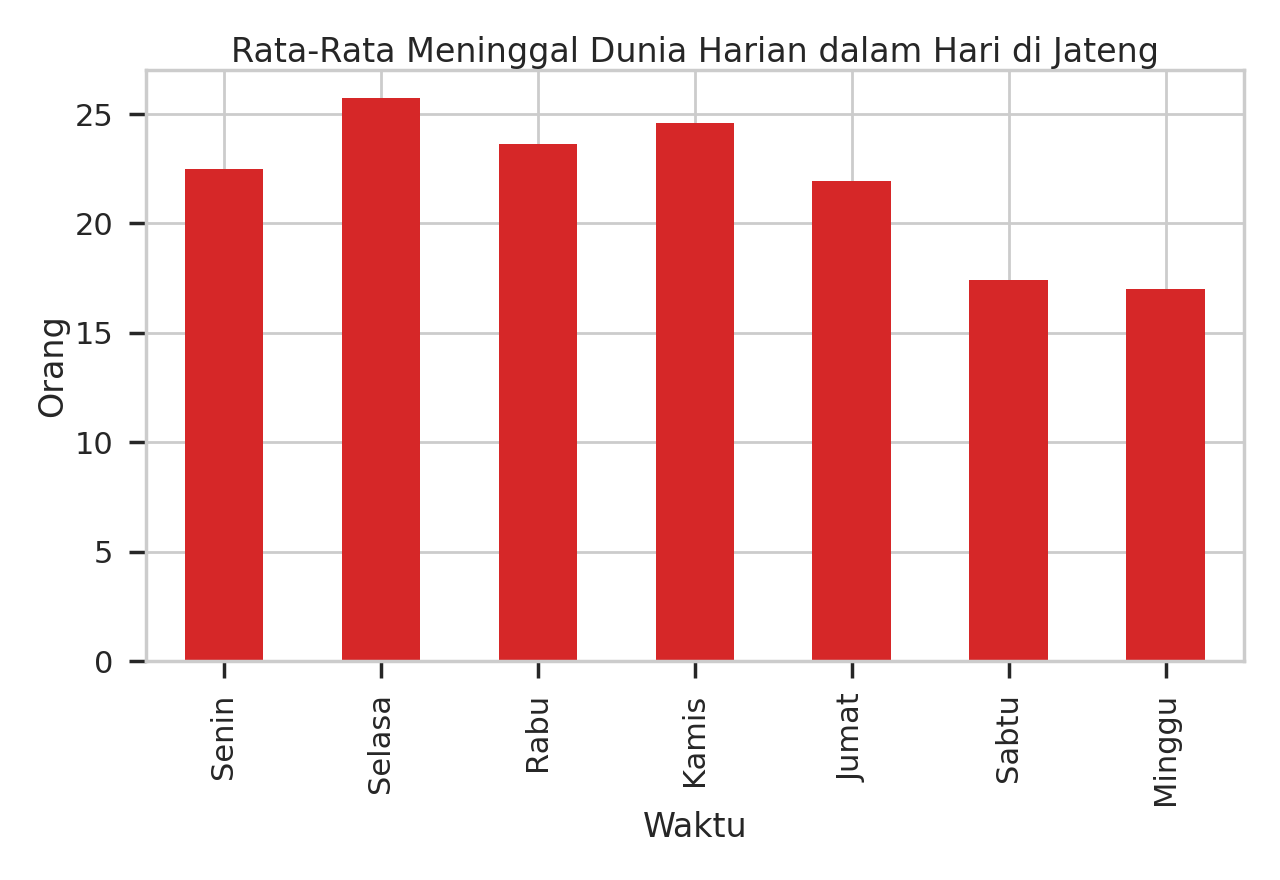 Rata-Rata Meninggal Dunia Harian dalam Hari di Jateng
25
20
15
10
5
0
Orang
Senin
Selasa
Rabu
Kamis
Jumat
Sabtu
Minggu
Waktu